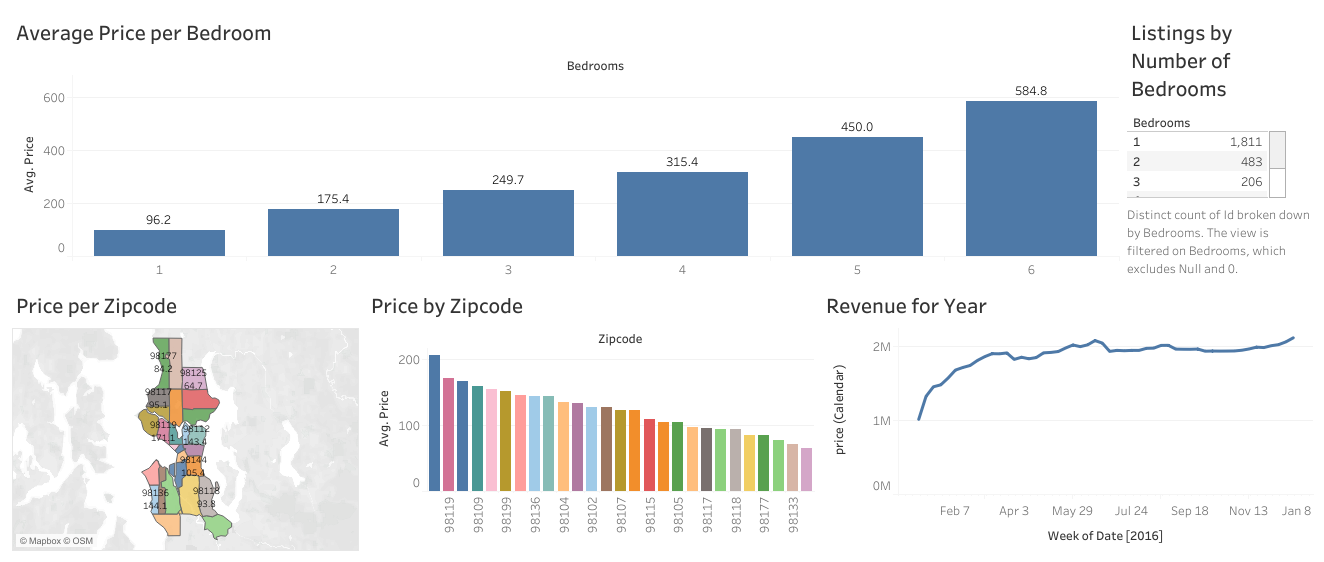 Average Price per Bedroom
Bedrooms
Avg. Price
600
400
200
0
96.2
175.4
249.7
315.4
450.0
584.8
1
2
3
4
5
6
Listings by
Number of
Bedrooms
Bedrooms
1 1,811
2 483
3 206
Distinct count of Id broken down
by Bedrooms. The view is
filtered on Bedrooms, which
excludes Null and 0.
Price per Zipcode
98177
84.2
98125
64.7
98117
95.1
98119
171.1
98112
143.4
98144
105.4
98136
144.1
98118
93.8
© Mapbox © OSM
Price by Zipcode
Zipcode
Avg. Price
200
100
0
98119
98109
98199
98136
98104
98102
98107
98115
98105
98117
98118
98177
98133
Revenue for Year
price (Calendar)
2M
1M
0M
Feb 7
Apr 3
May 29
Jul 24
Sep 18
Nov 13
Jan 8
Week of Date [2016]